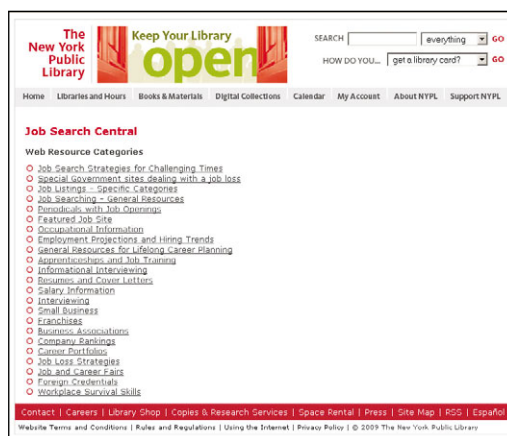 The
New York
Public
Library
Keep Your Library
open
SEARCH everything GO
HOW DO YOU... get a library card? GO
Home Libraries and Hours Books & Materials Digital Collections Calendar My Account About NYPL Support NYPL
Job Search Central
Web Resource Categories
Job Search Strategies for Challenging Times
Special Government sites dealing with a job loss
Job Listings - Specific Categories
Job Searching - General Resources
Periodicals with Job Openings
Featured Job Site
Occupational Information
Employment Projections and Hiring Trends
General Resources for Lifelong Career Planning
Apprenticeships and Job Training
Informational Interviewing
Resumes and Cover Letters
Salary Information
Interviewing
Small Business
Franchises
Business Associations
Company Rankings
Career Portfolios
Job Loss Strategies
Job and Career Fairs
Foreign Credentials
Workplace Survival Skills
Contact | Careers | Library Shop | Copies & Research Services | Space Rental | Press | Site Map | RSS | Español
Website Terms and Conditions | Rules and Regulations | Using the Internet | Privacy Policy | © 2009 The New York Public Library